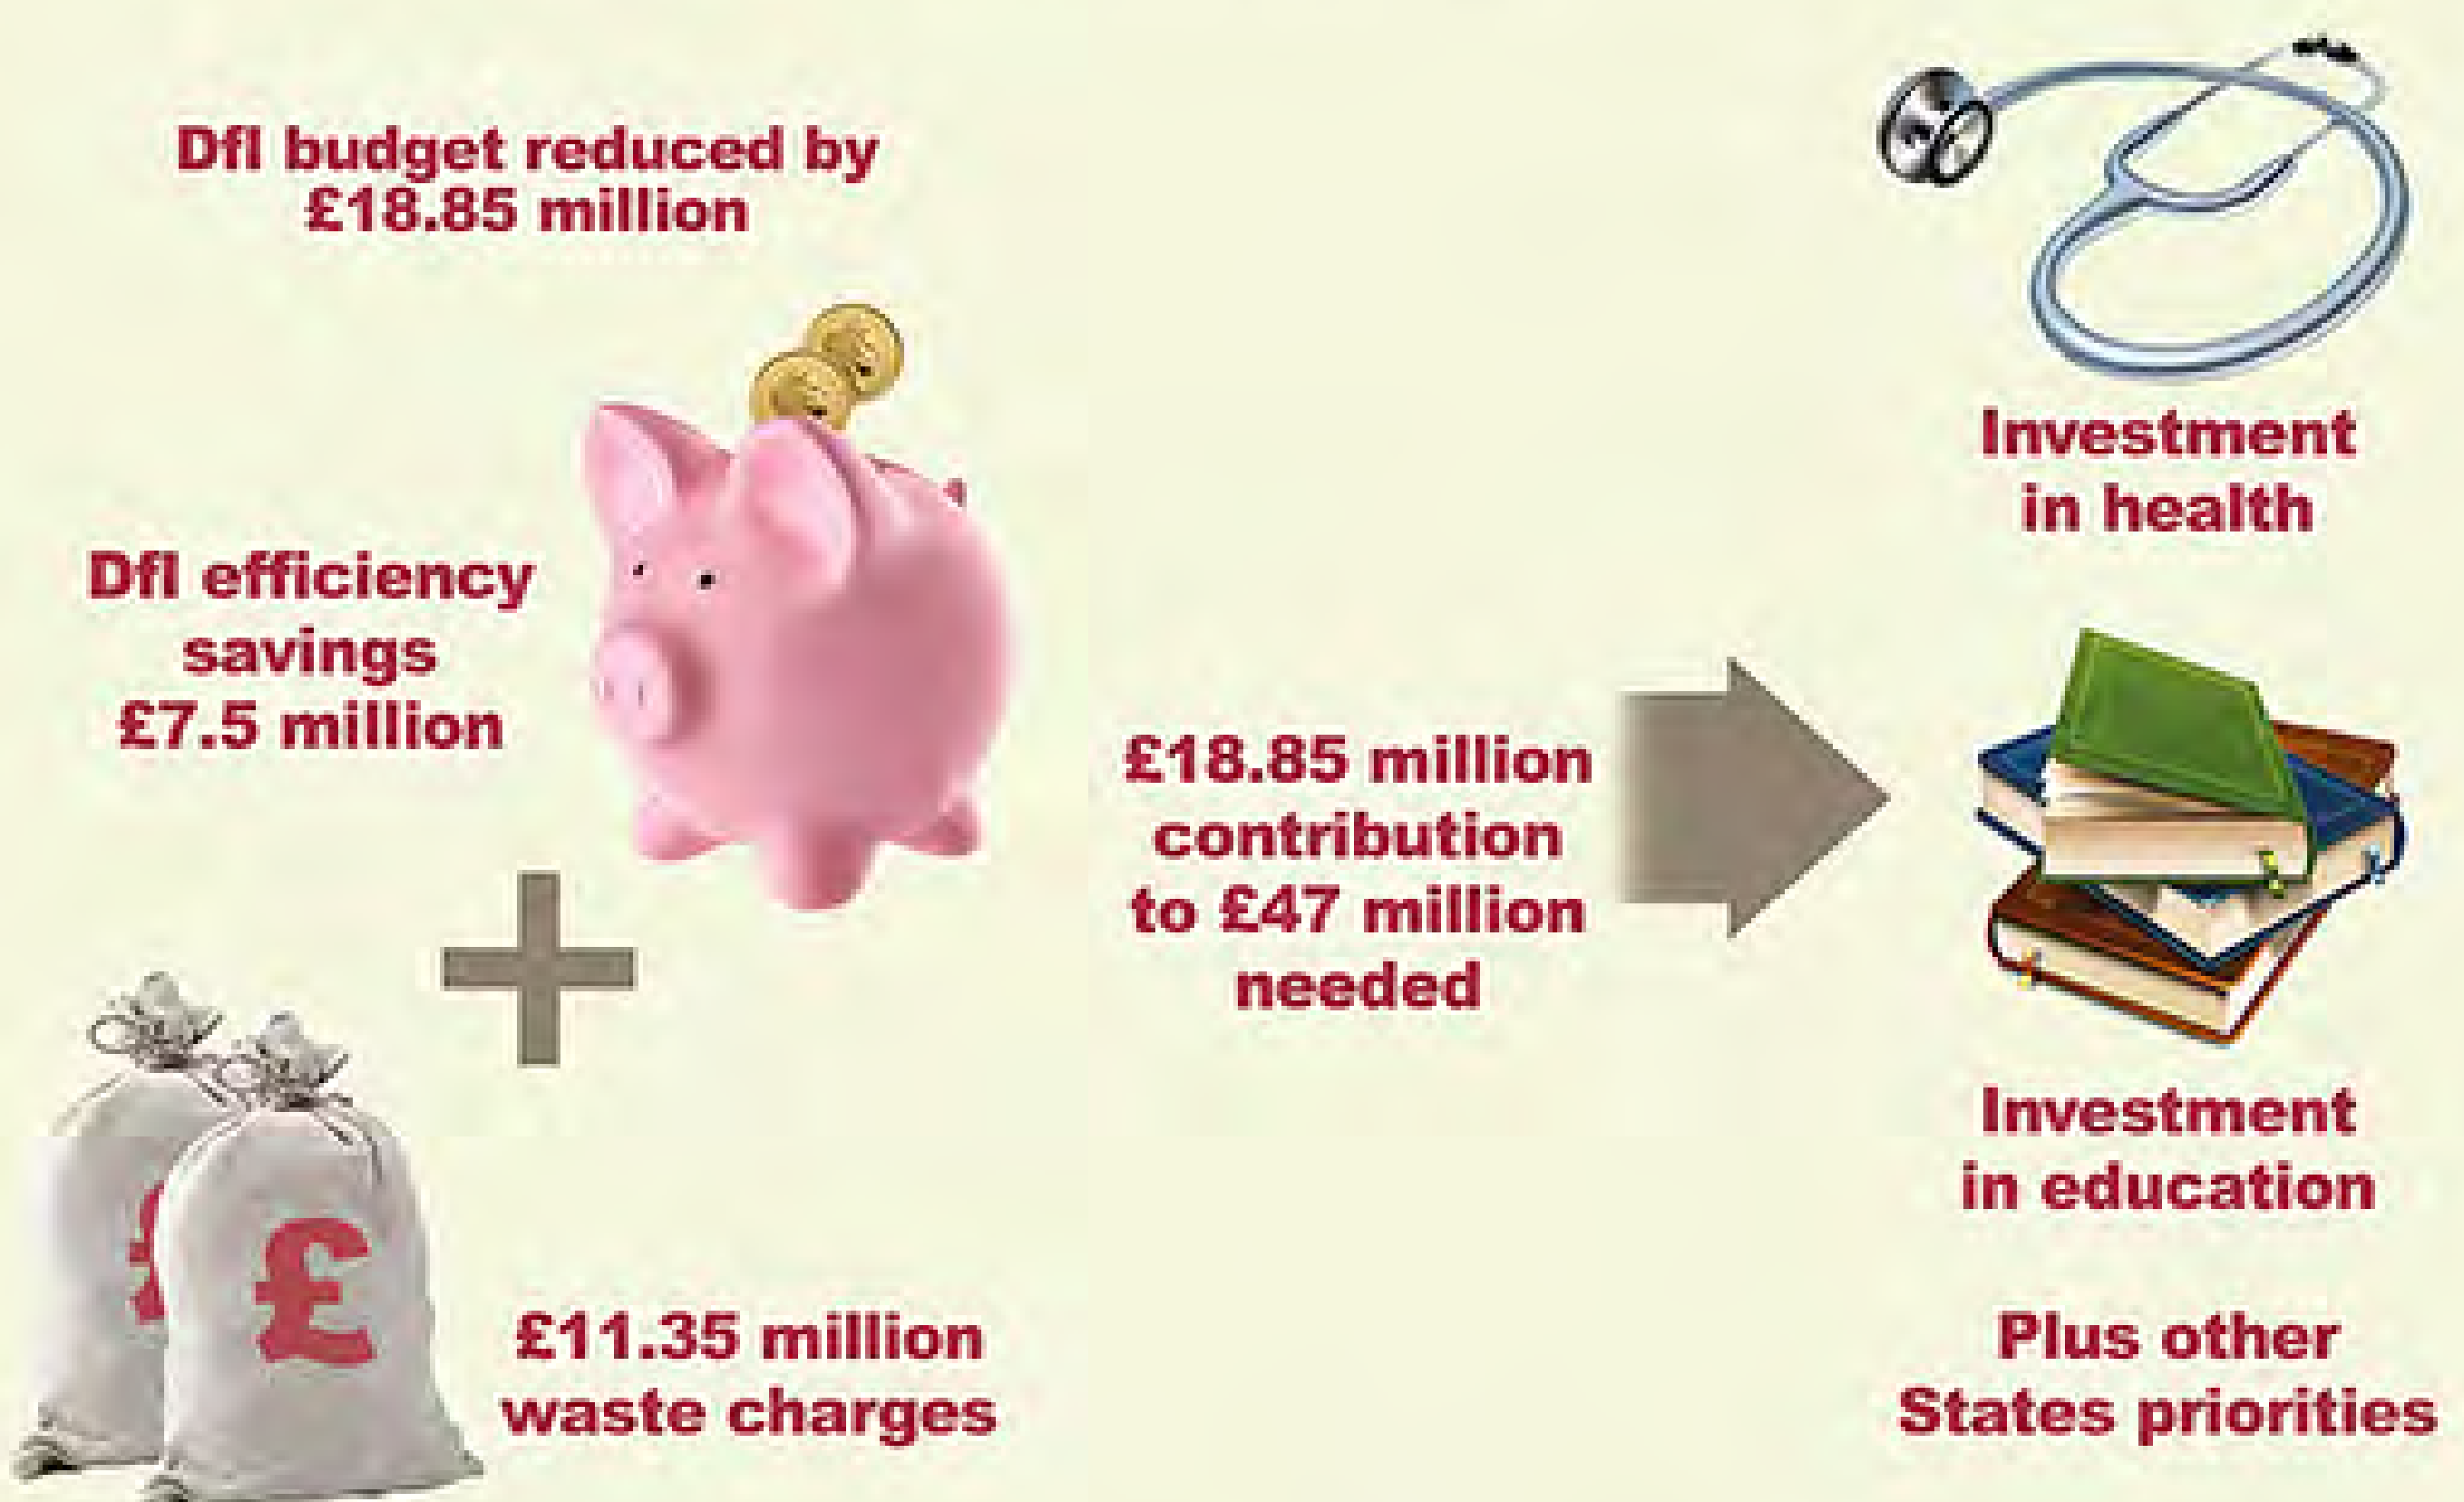 DfI budget reduced by
£18.85 million
DfI efficiency
savings
£7.5 million
£
£
£11.35 million
waste charges
£18.85 million
contribution
to £47 million
needed
Investment
in health
Investment
in education
Plus other
States priorities